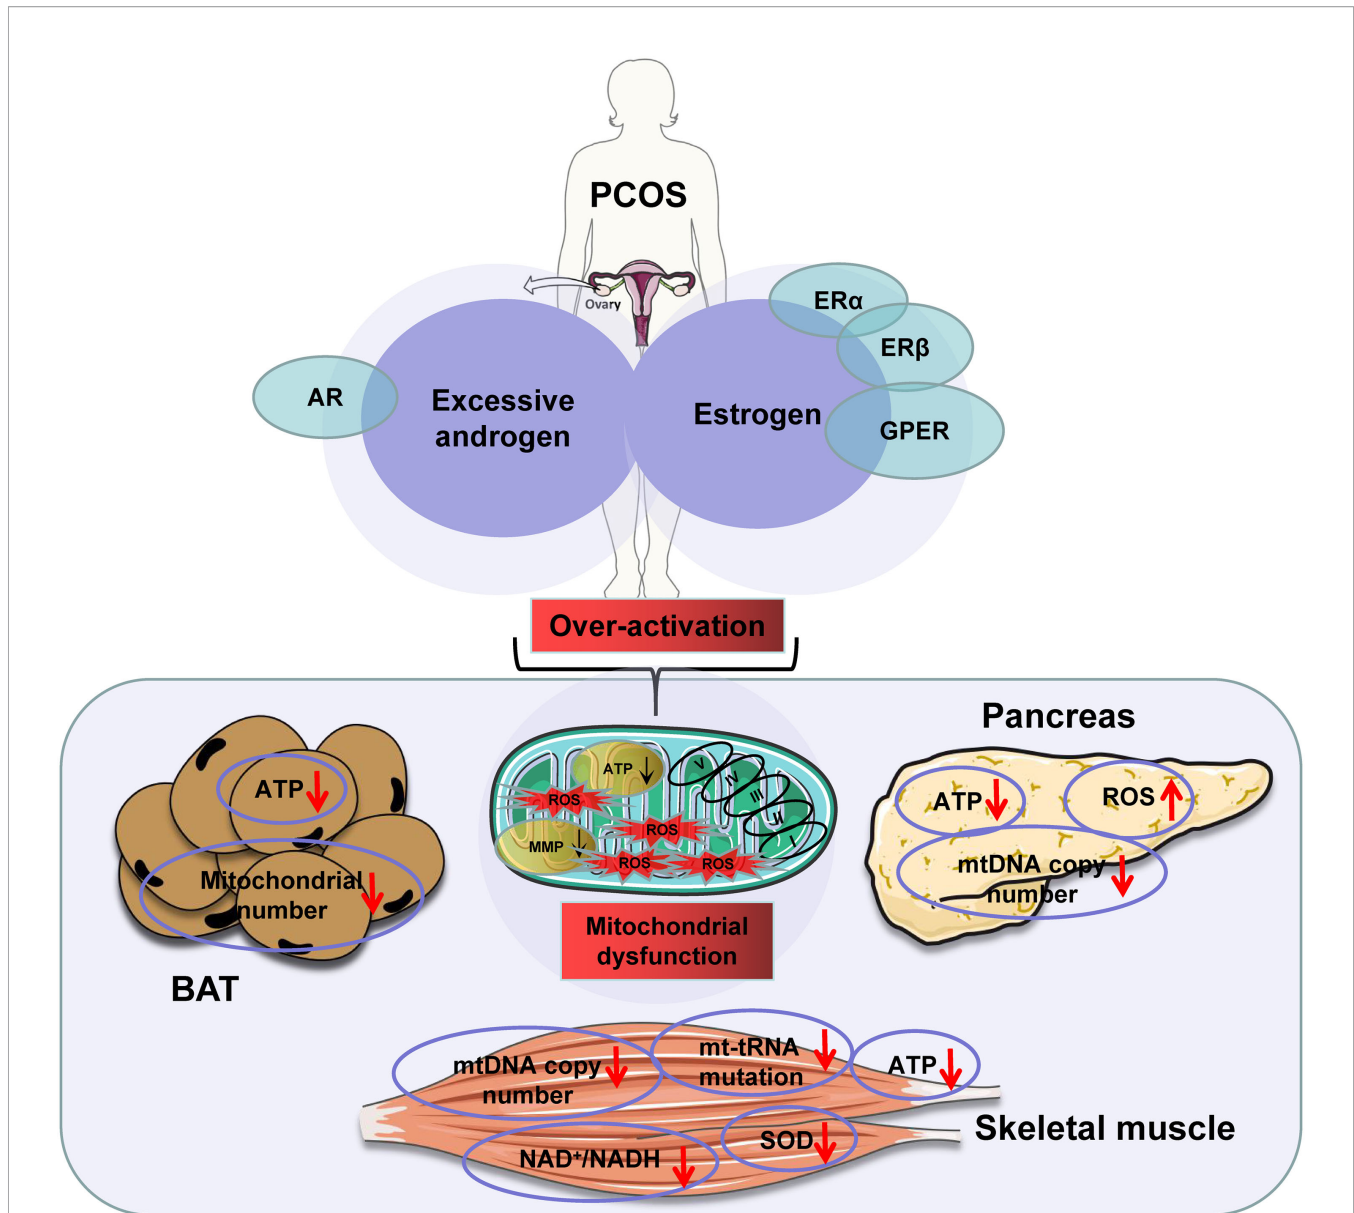 PCOS
Ovary
ERα
ERβ
AR
Excessive
androgen
Estrogen
GPER
Over-activation
Pancreas
ATP
ATP
V
IV
III
II
I
ROS
ROS
MMP
ROS
ROS
ATP
ROS
mtDNA copy
number
Mitochondrial
number
BAT
Mitochondrial
dysfunction
mtDNA copy
number
mt-tRNA
mutation
ATP
SOD
NAD⁺/NADH
Skeletal muscle